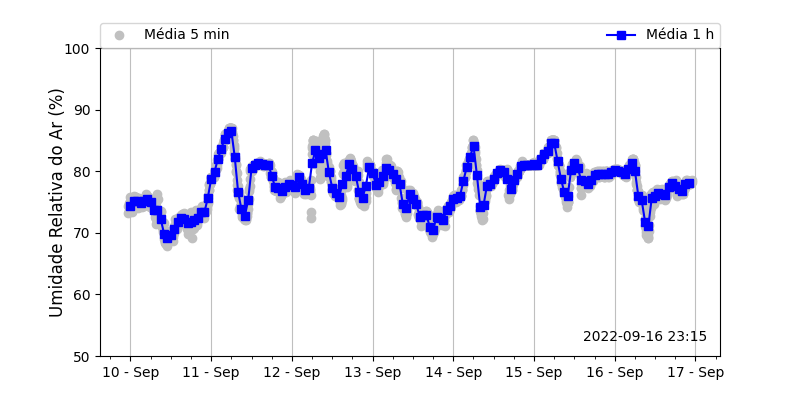 Média 5 min
Média 1 h
Umidade Relativa do Ar (%)
100
90
80
70
60
50
2022-09-16 23:15
10 - Sep
11 - Sep
12 - Sep
13 - Sep
14 - Sep
15 - Sep
16 - Sep
17 - Sep